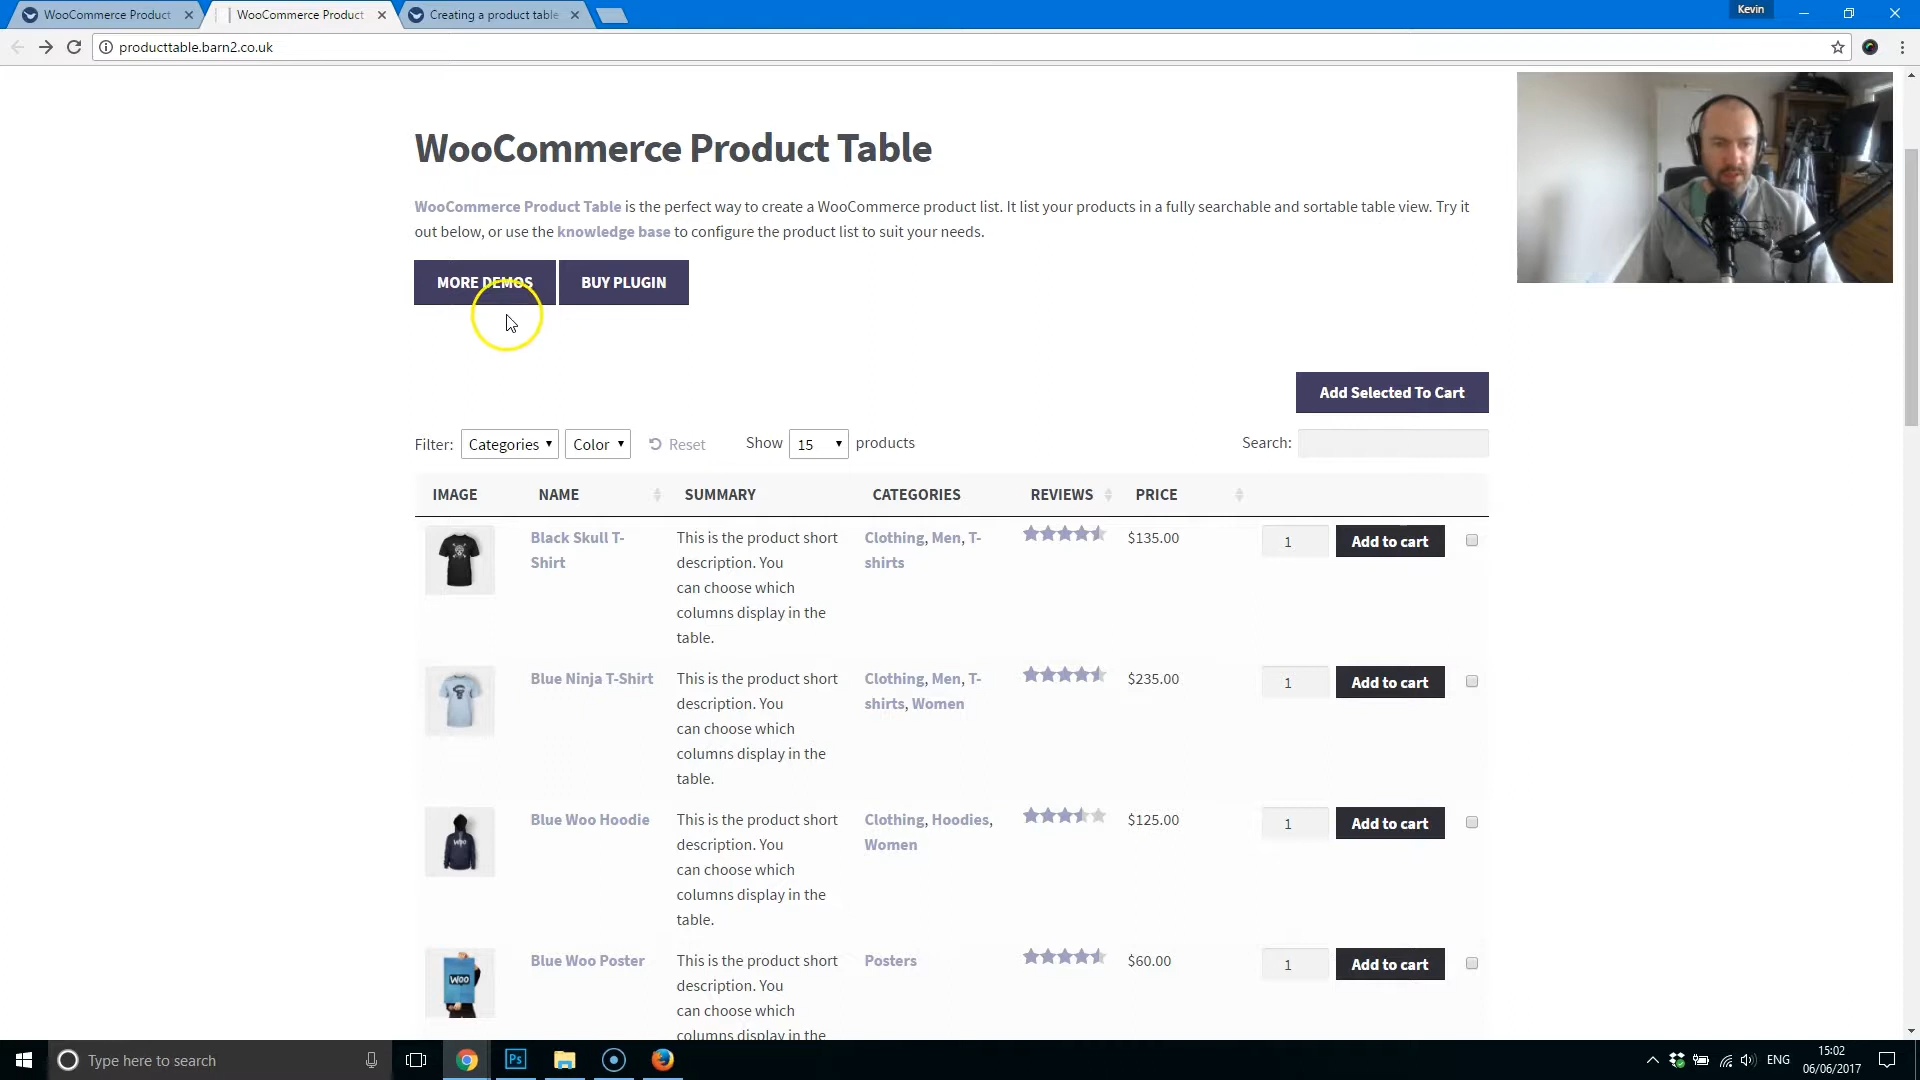 WooCommerce Product
WooCommerce Product
Creating a product table
Kevin
producttable.barn2.co.uk
WooCommerce Product Table
WooCommerce Product Table is the perfect way to create a WooCommerce product list. It list your products in a fully searchable and sortable table view. Try it
out below, or use the knowledge base to configure the product list to suit your needs.
MORE DEMOS
BUY PLUGIN
Add Selected To Cart
Filter: Categories Color Reset Show 15 products Search:
IMAGE NAME SUMMARY CATEGORIES REVIEWS PRICE
Black Skull T-
Shirt
This is the product short
description. You
can choose which
columns display in the
table.
Clothing, Men, T-
shirts
$135.00
1
Add to cart
Blue Ninja T-Shirt
This is the product short
description. You
can choose which
columns display in the
table.
Clothing, Men, T-
shirts, Women
$235.00
1
Add to cart
WOO
Blue Woo Hoodie
This is the product short
description. You
can choose which
columns display in the
table.
Clothing, Hoodies,
Women
$125.00
1
Add to cart
WOO
Blue Woo Poster
This is the product short
description. You
can choose which
columns display in the
Posters
$60.00
1
Add to cart
Type here to search
Ps
ENG
15:02
06/06/2017